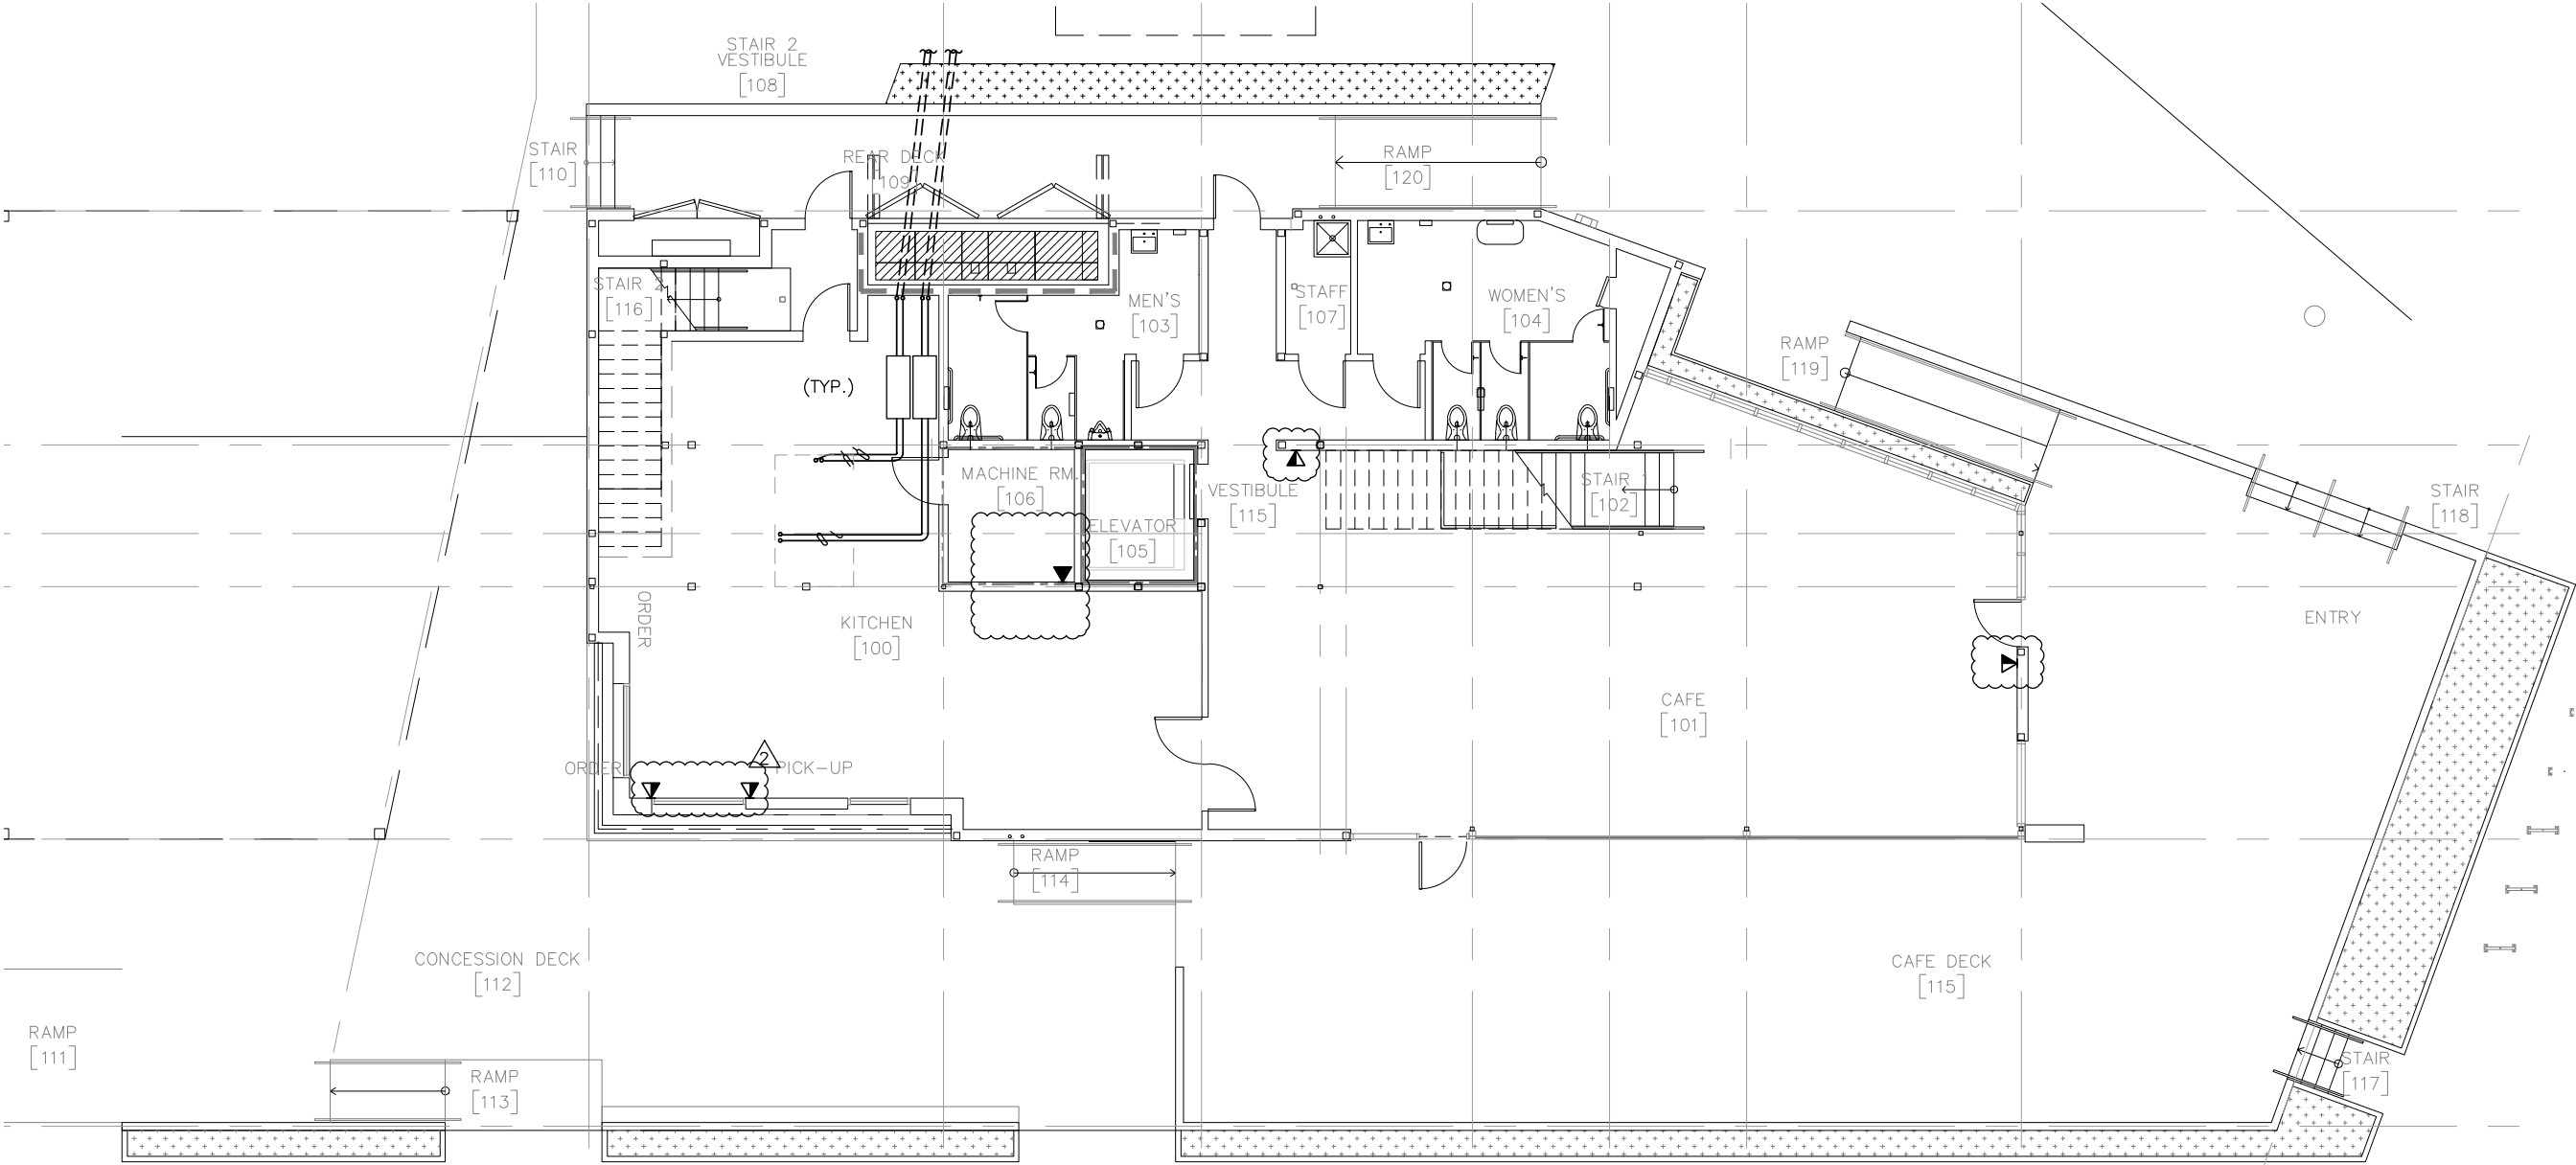 STAIR 2
VESTIBULE
[108]
STAIR
[110]
REAR DECK
109
RAMP
[120]
STAIR 2
[116]
MEN'S
[103]
STAFF
[107]
WOMEN'S
[104]
RAMP
[119]
(TYP.)
MACHINE RM.
[106]
ELEVATOR
[105]
VESTIBULE
[115]
STAIR 1
[102]
STAIR
[118]
ORDER
KITCHEN
[100]
ENTRY
CAFE
[101]
ORDER
2
PICK-UP
RAMP
[114]
CONCESSION DECK
[112]
CAFE DECK
[115]
RAMP
[111]
RAMP
[113]
STAIR
[117]